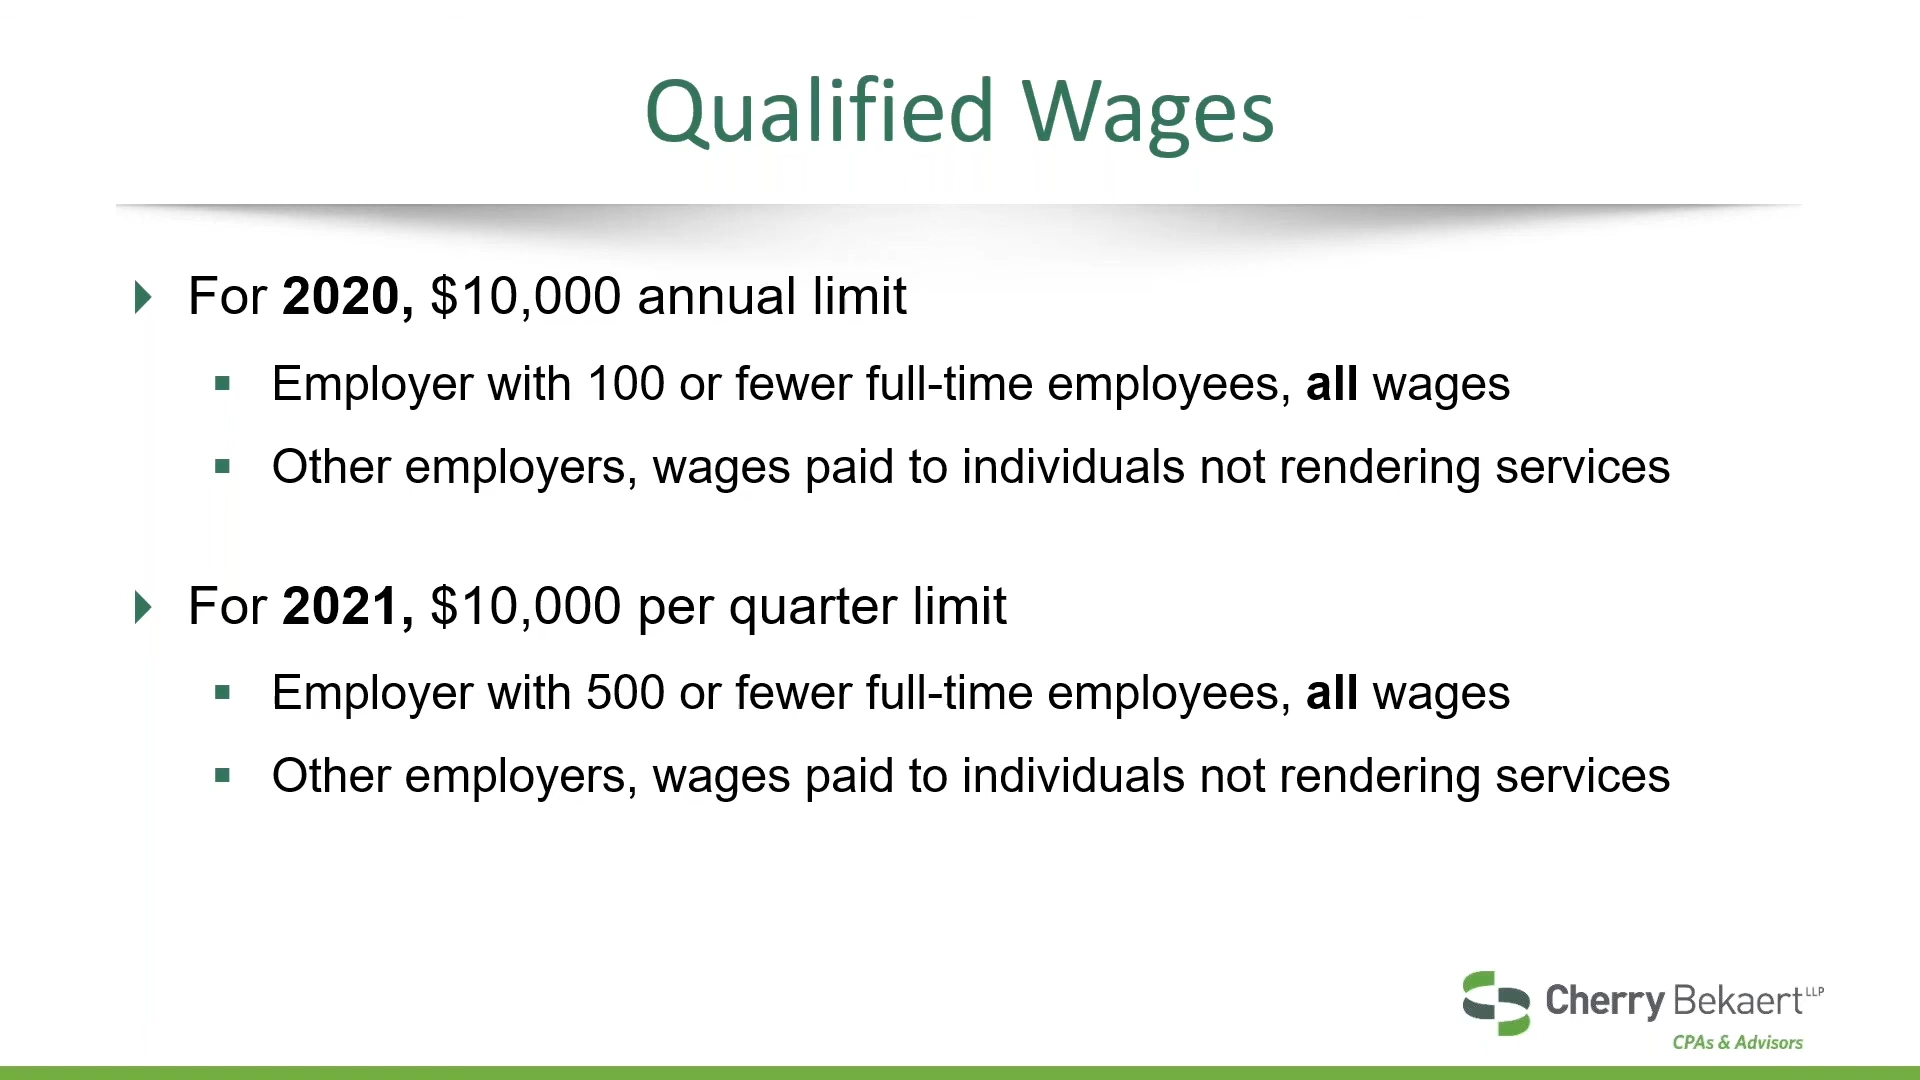 Qualified Wages
For 2020, $10,000 annual limit
Employer with 100 or fewer full-time employees, all wages
Other employers, wages paid to individuals not rendering services
For 2021, $10,000 per quarter limit
Employer with 500 or fewer full-time employees, all wages
Other employers, wages paid to individuals not rendering services
Cherry Bekaert LLP
CPAs & Advisors